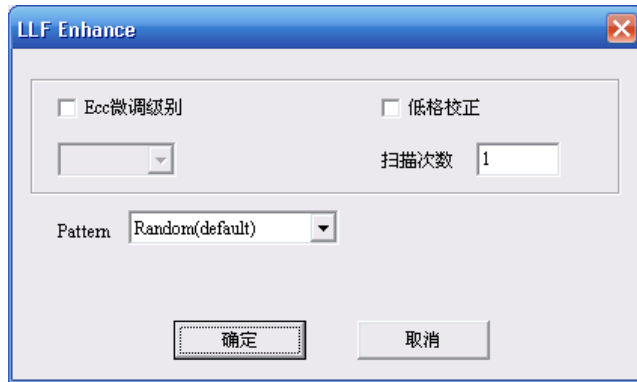 LLF Enhance
Ecc微调级别
低格校正
扫描次数 1
Pattern Random(default)
确定 取消